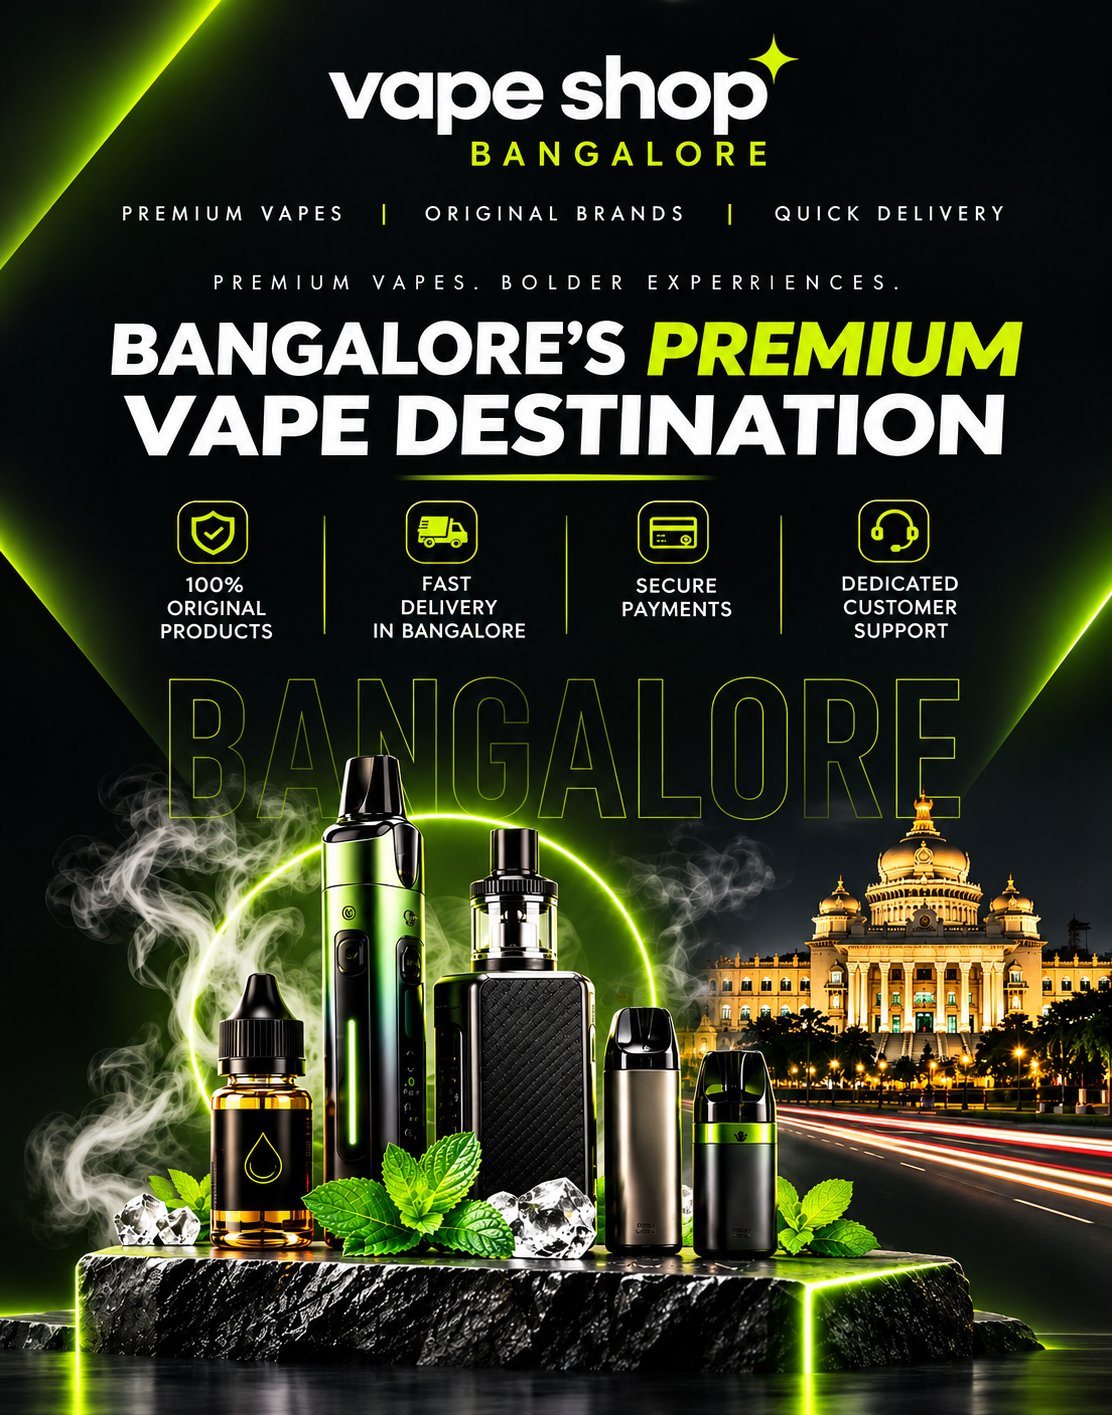 vape shop
BANGALORE
PREMIUM VAPES | ORIGINAL BRANDS | QUICK DELIVERY
PREMIUM VAPES. BOLDER EXPERRIENCES.
BANGALORE’S PREMIUM
VAPE DESTINATION
100%
ORIGINAL
PRODUCTS
FAST
DELIVERY
IN BANGALORE
SECURE
PAYMENTS
DEDICATED
CUSTOMER
SUPPORT
BANGALORE